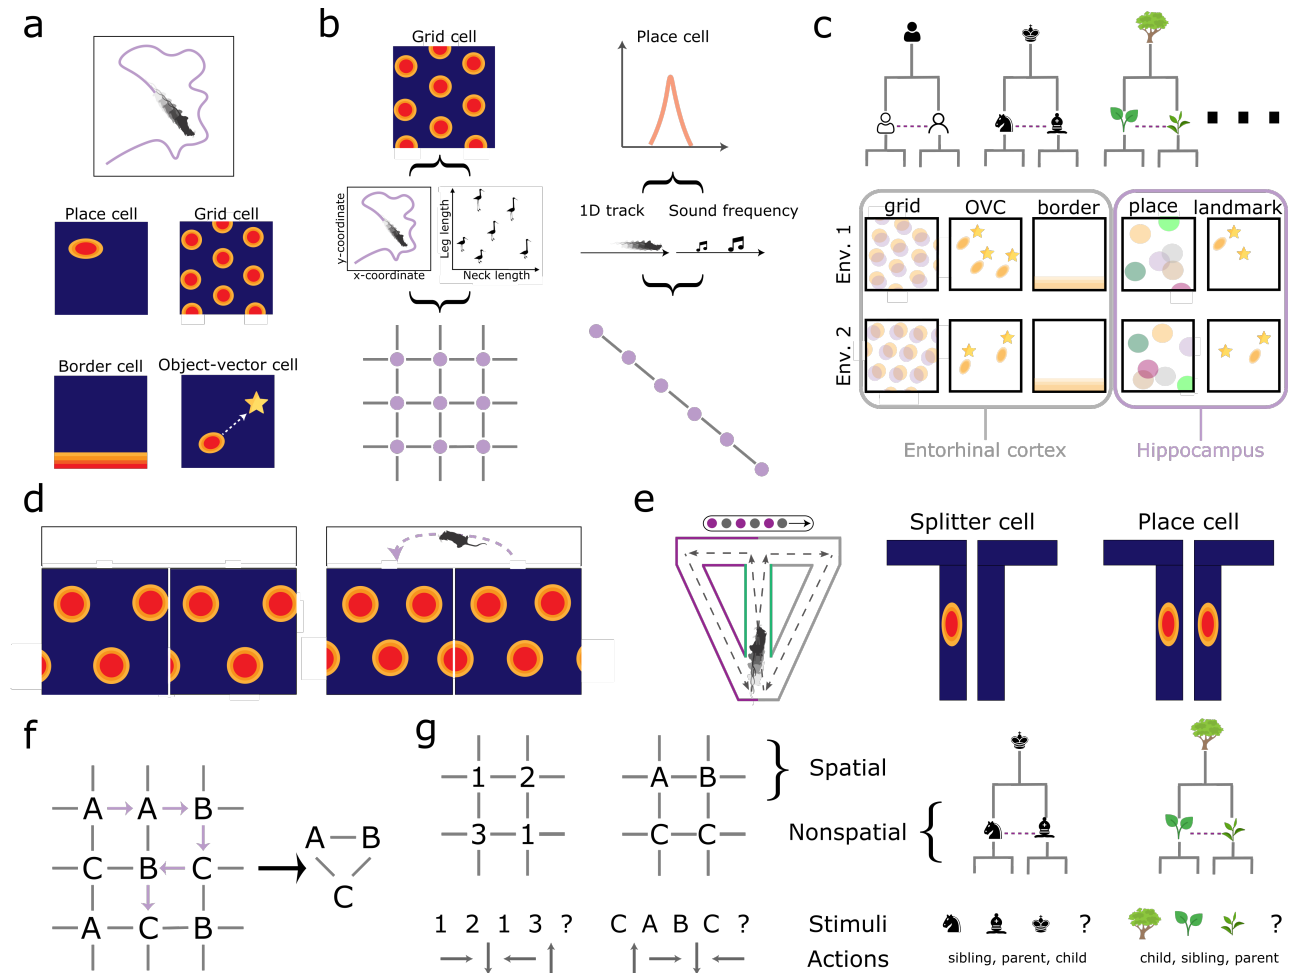 a
Place cell
Grid cell
Border cell
Object-vector cell
b
Grid cell
Place cell
y-coordinate
x-coordinate
Leg length
Neck length
1D track
Sound frequency
c
grid
OVC
border
place
landmark
Env. 1
Env. 2
Entorhinal cortex
Hippocampus
d
e
Splitter cell
Place cell
f
A A B
C B C
A C B
A B
C
g
1 2
3 1
A B
C C
Spatial
Nonspatial
1 2 1 3 ?
C A B C ?
Stimuli
?
?
Actions
sibling, parent, child
child, sibling, parent